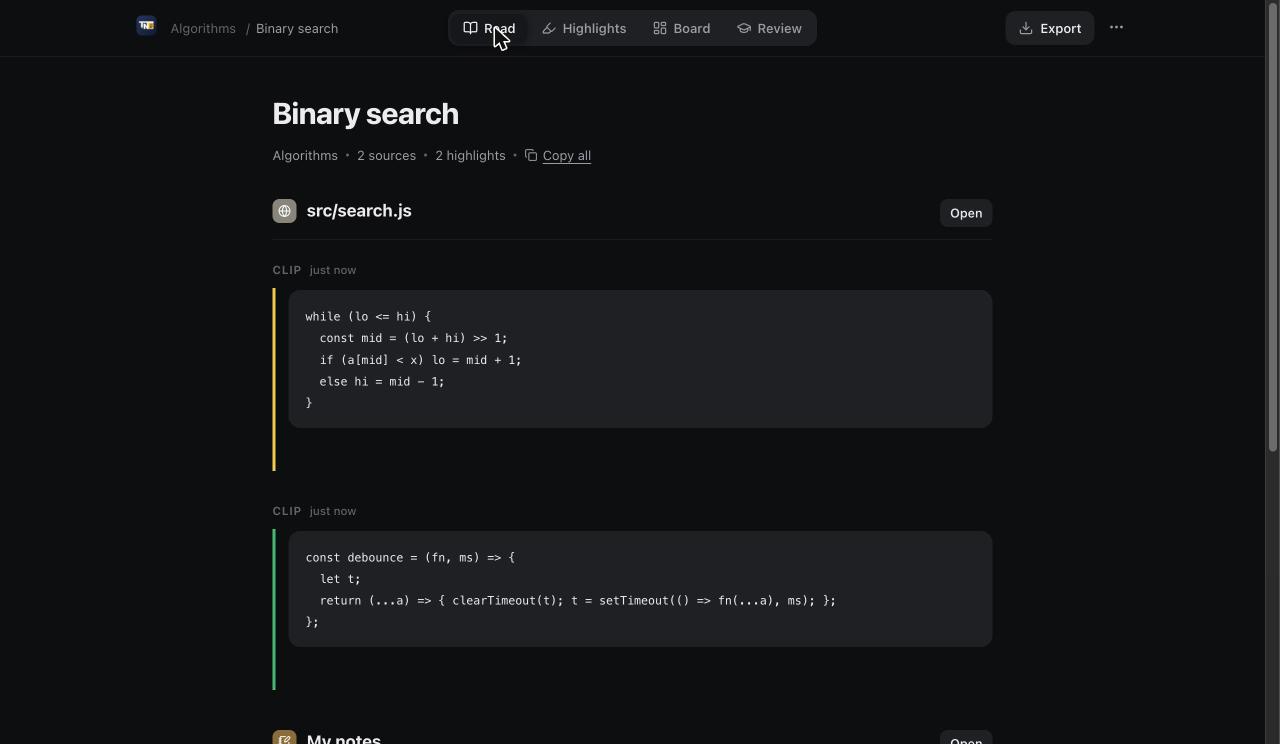 TN
Algorithms / Binary search
Read
Highlights
Board
Review
Export
Binary search
Algorithms • 2 sources • 2 highlights • Copy all
src/search.js
Open
CLIP just now
while (lo <= hi) {
  const mid = (lo + hi) >> 1;
  if (a[mid] < x) lo = mid + 1;
  else hi = mid − 1;
}
CLIP just now
const debounce = (fn, ms) => {
  let t;
  return (...a) => { clearTimeout(t); t = setTimeout(() => fn(...a), ms); };
};
My notes
Open